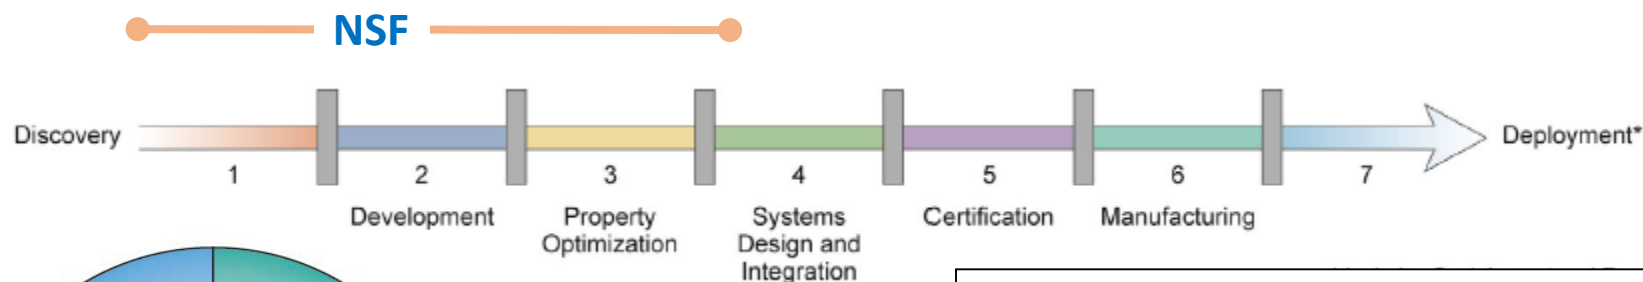 NSF
Discovery
Deployment*
1
2
3
4
5
6
7
Development
Property
Optimization
Systems
Design and
Integration
Certification
Manufacturing